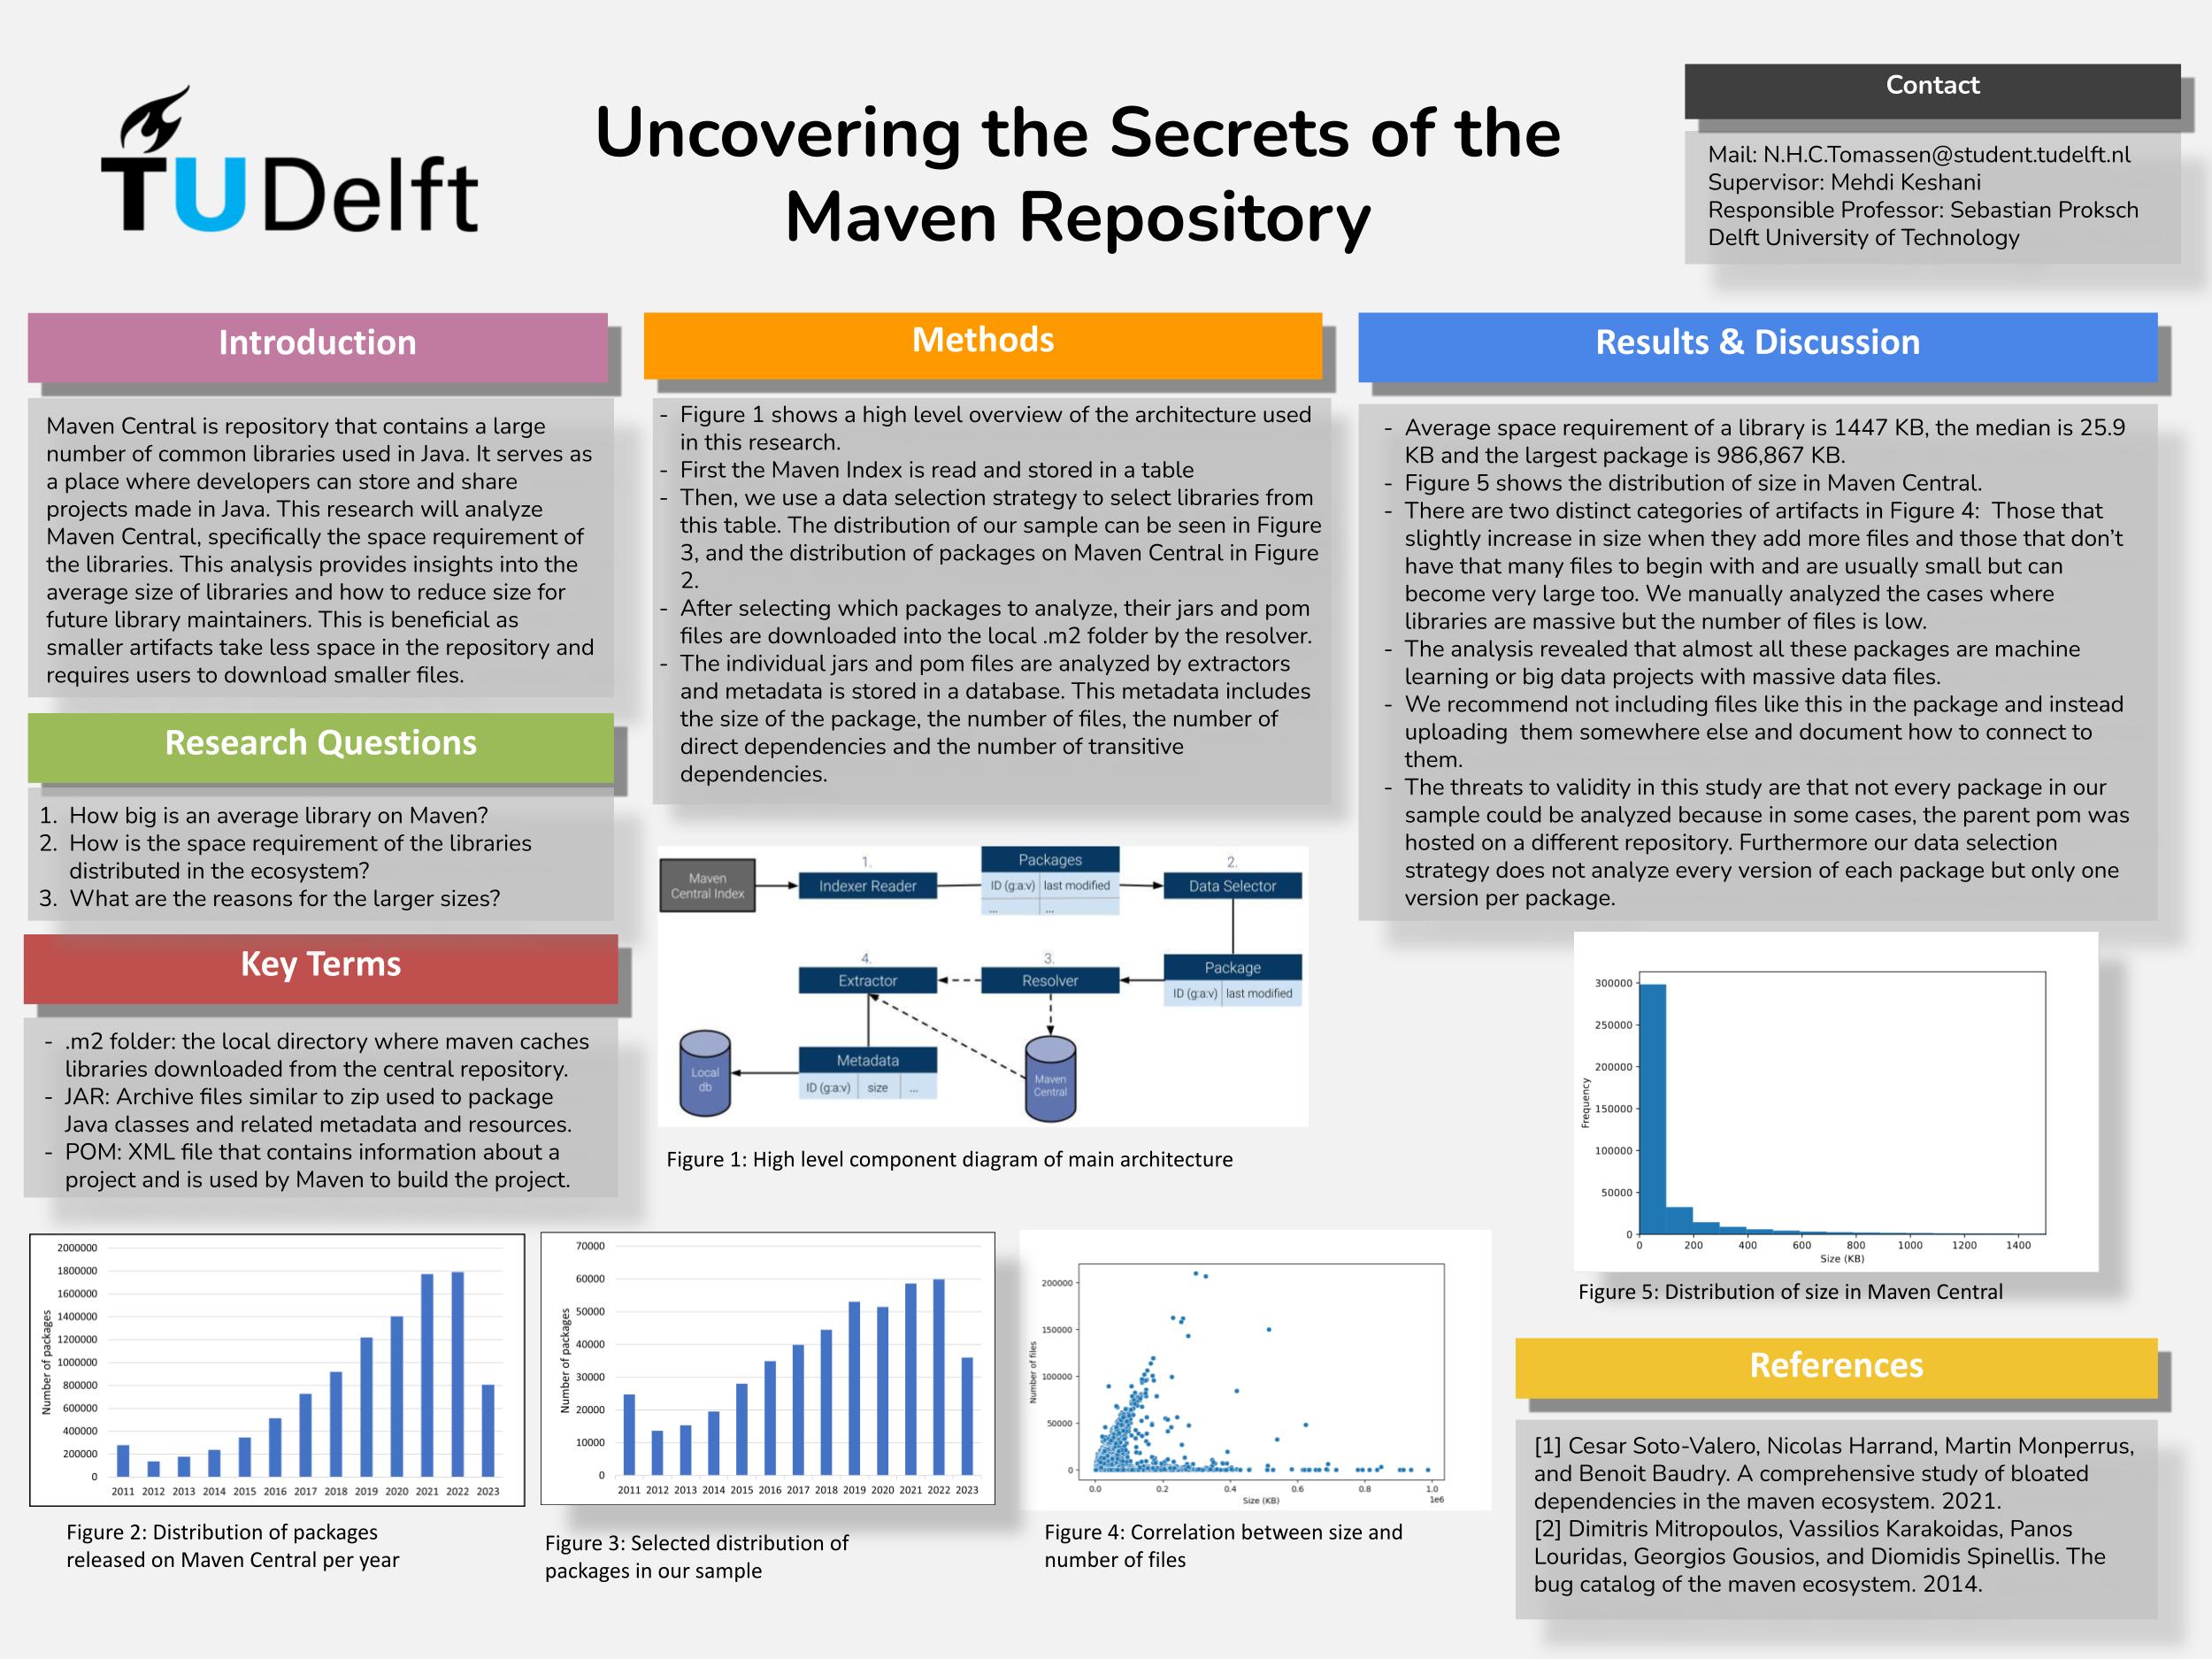 TUDelft
Uncovering the Secrets of the
Maven Repository
Contact
Mail: N.H.C.Tomassen@student.tudelft.nl
Supervisor: Mehdi Keshani
Responsible Professor: Sebastian Proksch
Delft University of Technology
Introduction
Maven Central is repository that contains a large
number of common libraries used in Java. It serves as
a place where developers can store and share
projects made in Java. This research will analyze
Maven Central, specifically the space requirement of
the libraries. This analysis provides insights into the
average size of libraries and how to reduce size for
future library maintainers. This is beneficial as
smaller artifacts take less space in the repository and
requires users to download smaller files.
Research Questions
1. How big is an average library on Maven?
2. How is the space requirement of the libraries
distributed in the ecosystem?
3. What are the reasons for the larger sizes?
Key Terms
- .m2 folder: the local directory where maven caches
libraries downloaded from the central repository.
- JAR: Archive files similar to zip used to package
Java classes and related metadata and resources.
- POM: XML file that contains information about a
project and is used by Maven to build the project.
Methods
- Figure 1 shows a high level overview of the architecture used
in this research.
- First the Maven Index is read and stored in a table
- Then, we use a data selection strategy to select libraries from
this table. The distribution of our sample can be seen in Figure
3, and the distribution of packages on Maven Central in Figure
2.
- After selecting which packages to analyze, their jars and pom
files are downloaded into the local .m2 folder by the resolver.
- The individual jars and pom files are analyzed by extractors
and metadata is stored in a database. This metadata includes
the size of the package, the number of files, the number of
direct dependencies and the number of transitive
dependencies.
Maven
Central Index
1.
Indexer Reader
Packages
ID (g:a:v) last modified
... ...
2.
Data Selector
4.
Extractor
3.
Resolver
Package
ID (g:a:v) last modified
Local
db
Metadata
ID (g:a:v) size ...
Maven
Central
Figure 1: High level component diagram of main architecture
Results & Discussion
- Average space requirement of a library is 1447 KB, the median is 25.9
KB and the largest package is 986,867 KB.
- Figure 5 shows the distribution of size in Maven Central.
- There are two distinct categories of artifacts in Figure 4: Those that
slightly increase in size when they add more files and those that don't
have that many files to begin with and are usually small but can
become very large too. We manually analyzed the cases where
libraries are massive but the number of files is low.
- The analysis revealed that almost all these packages are machine
learning or big data projects with massive data files.
- We recommend not including files like this in the package and instead
uploading them somewhere else and document how to connect to
them.
- The threats to validity in this study are that not every package in our
sample could be analyzed because in some cases, the parent pom was
hosted on a different repository. Furthermore our data selection
strategy does not analyze every version of each package but only one
version per package.
300000
250000
200000
150000
100000
50000
0
Frequency
0 200 400 600 800 1000 1200 1400
Size (KB)
Figure 5: Distribution of size in Maven Central
2000000
1800000
1600000
1400000
1200000
1000000
800000
600000
400000
200000
0
Number of packages
2011 2012 2013 2014 2015 2016 2017 2018 2019 2020 2021 2022 2023
Figure 2: Distribution of packages
released on Maven Central per year
70000
60000
50000
40000
30000
20000
10000
0
Number of packages
2011 2012 2013 2014 2015 2016 2017 2018 2019 2020 2021 2022 2023
Figure 3: Selected distribution of
packages in our sample
200000
150000
100000
50000
0
Number of files
0.0 0.2 0.4 0.6 0.8 1.0
1e6
Size (KB)
Figure 4: Correlation between size and
number of files
References
[1] Cesar Soto-Valero, Nicolas Harrand, Martin Monperrus,
and Benoit Baudry. A comprehensive study of bloated
dependencies in the maven ecosystem. 2021.
[2] Dimitris Mitropoulos, Vassilios Karakoidas, Panos
Louridas, Georgios Gousios, and Diomidis Spinellis. The
bug catalog of the maven ecosystem. 2014.